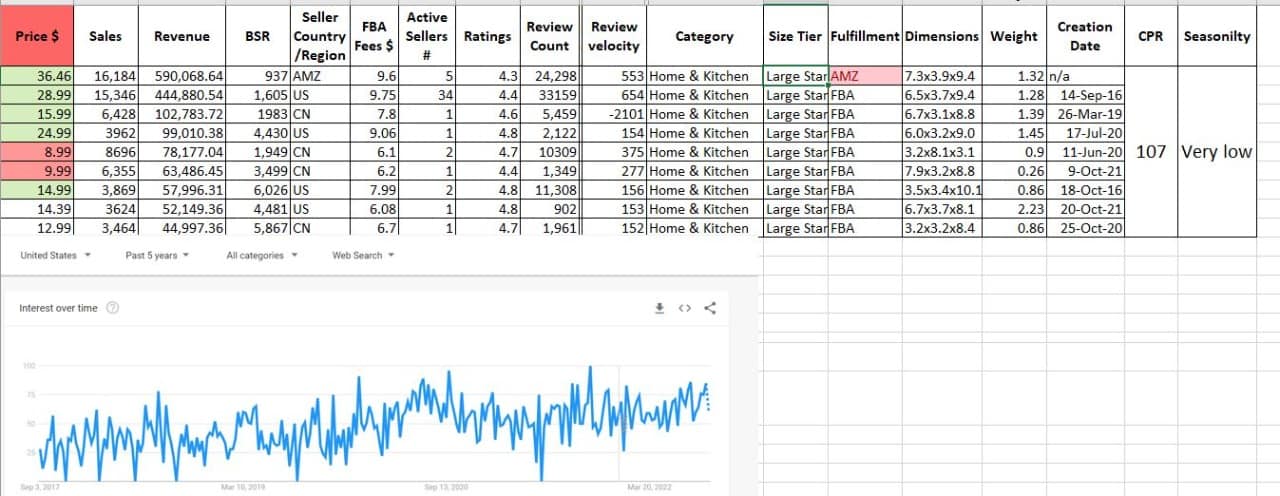 Price $ Sales Revenue BSR Seller Country /Region FBA Fees $ Active Sellers # Ratings Review Count Review velocity Category Size Tier Fulfillment Dimensions Weight Creation Date CPR Seasonilty
36.46 16,184 590,068.64 937 AMZ 9.6 5 4.3 24,298 553 Home & Kitchen Large Star AMZ 7.3x3.9x9.4 1.32 n/a
28.99 15,346 444,880.54 1,605 US 9.75 34 4.4 33159 654 Home & Kitchen Large Star FBA 6.5x3.7x9.4 1.28 14-Sep-16
15.99 6,428 102,783.72 1983 CN 7.8 1 4.6 5,459 -2101 Home & Kitchen Large Star FBA 6.7x3.1x8.8 1.39 26-Mar-19
24.99 3962 99,010.38 4,430 US 9.06 1 4.8 2,122 154 Home & Kitchen Large Star FBA 6.0x3.2x9.0 1.45 17-Jul-20
8.99 8696 78,177.04 1,949 CN 6.1 2 4.7 10309 375 Home & Kitchen Large Star FBA 3.2x8.1x3.1 0.9 11-Jun-20 107 Very low
9.99 6,355 63,486.45 3,499 CN 6.2 1 4.4 1,349 277 Home & Kitchen Large Star FBA 7.9x3.2x8.8 0.26 9-Oct-21
14.99 3,869 57,996.31 6,026 US 7.99 2 4.8 11,308 156 Home & Kitchen Large Star FBA 3.5x3.4x10.1 0.86 18-Oct-16
14.39 3624 52,149.36 4,481 US 6.08 1 4.8 902 153 Home & Kitchen Large Star FBA 6.7x3.7x8.1 2.23 20-Oct-21
12.99 3,464 44,997.36 5,867 CN 6.7 1 4.7 1,961 152 Home & Kitchen Large Star FBA 3.2x3.2x8.4 0.86 25-Oct-20
United States Past 5 years All categories Web Search
Interest over time
100
75
50
25
Sep 3, 2017 Mar 10, 2019 Sep 13, 2020 Mar 20, 2022